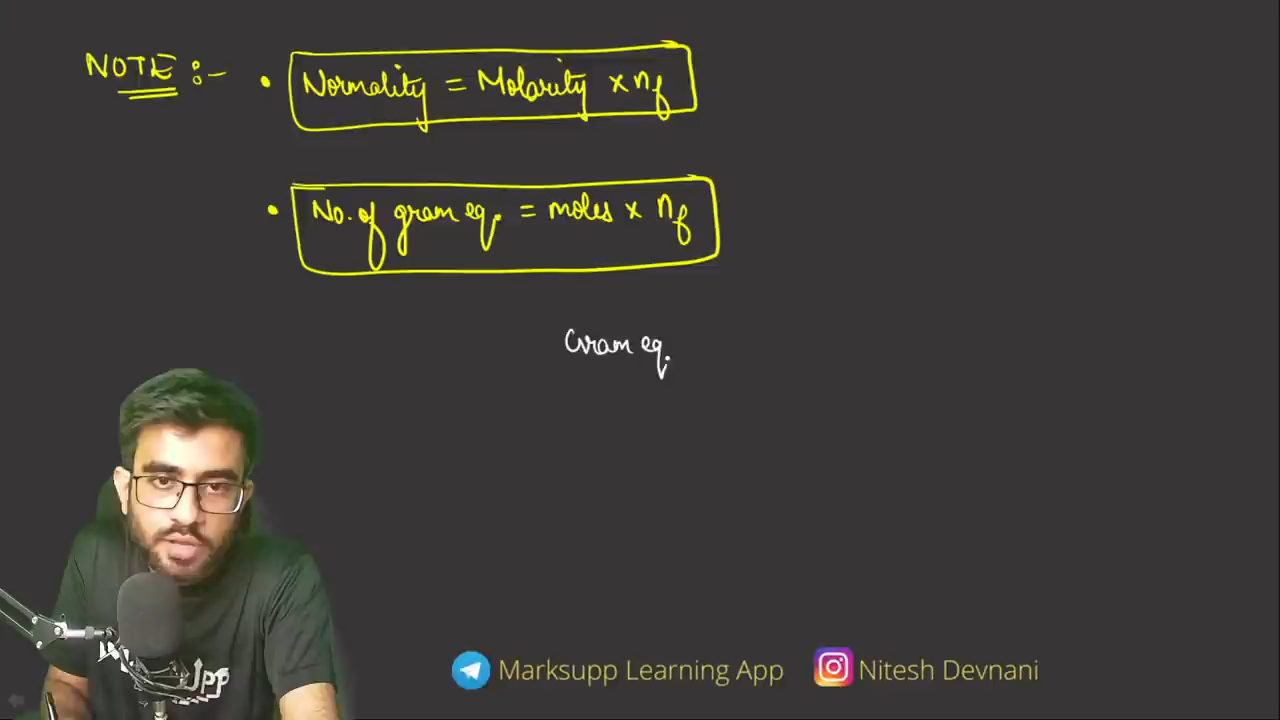 NOTE :- • Normality = Molarity × nf
• No. of gram eq. = moles × nf
Gram eq.
Marksupp Learning App Nitesh Devnani